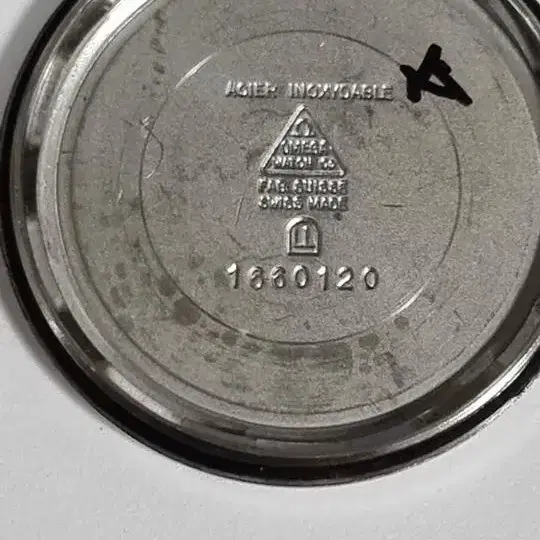 ACIER INOXYDABLE
Ω
OMEGA
WATCH Co
FAB. SUISSE
SWISS MADE
1660120